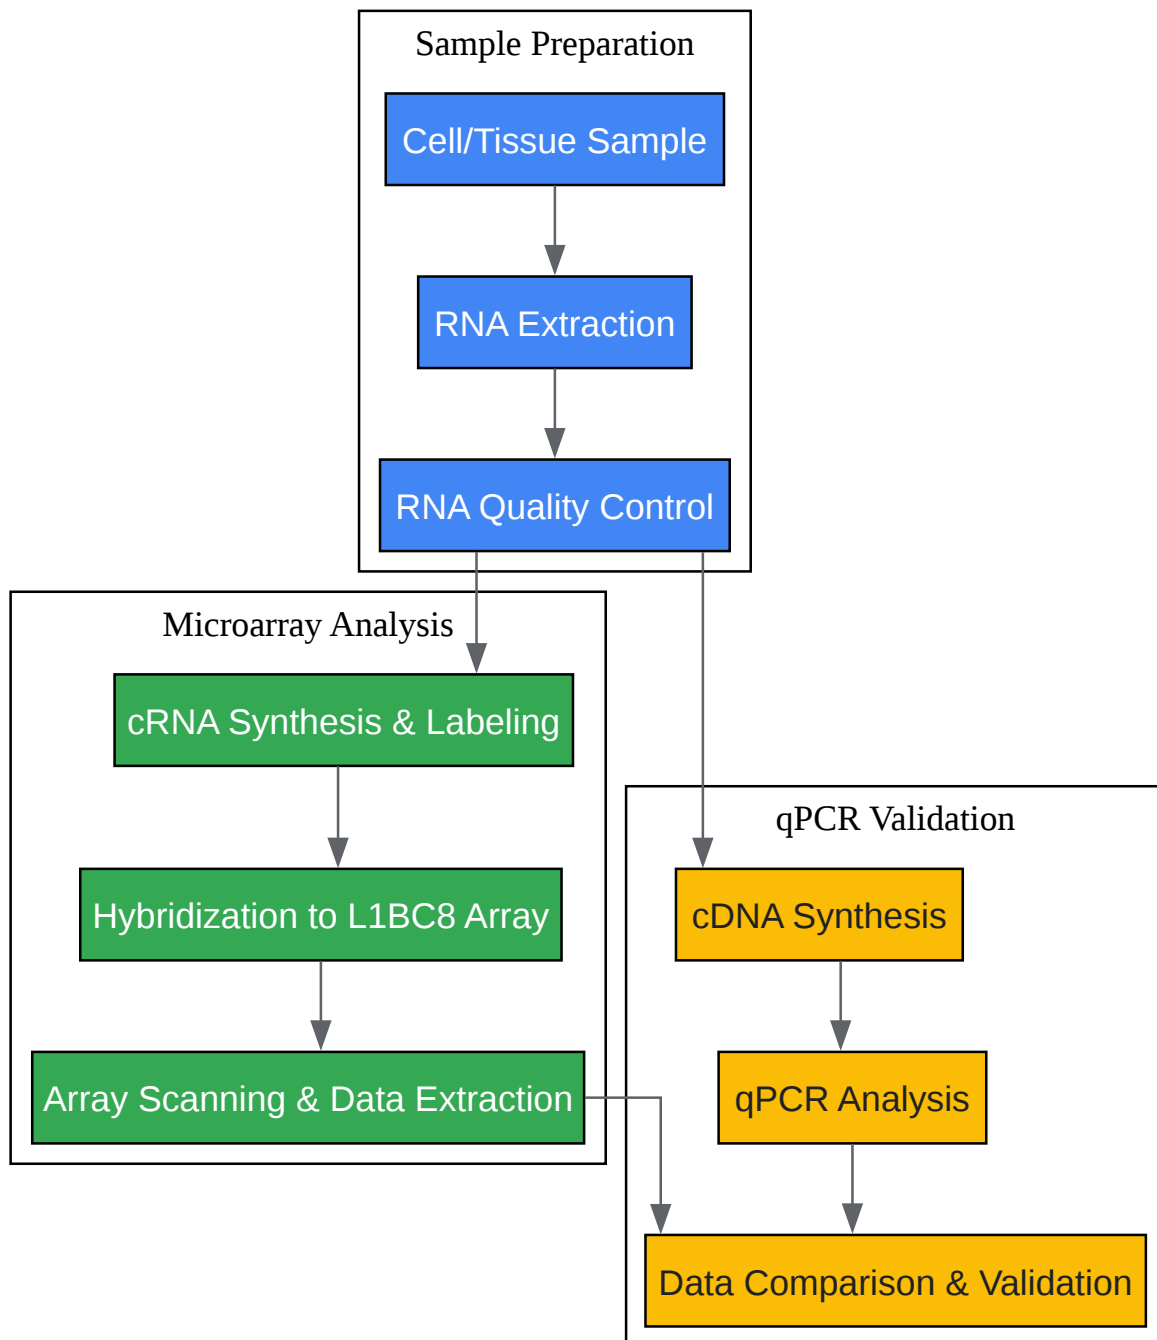 Sample Preparation
Cell/Tissue Sample
RNA Extraction
RNA Quality Control
Microarray Analysis
cRNA Synthesis & Labeling
Hybridization to L1BC8 Array
Array Scanning & Data Extraction
qPCR Validation
cDNA Synthesis
qPCR Analysis
Data Comparison & Validation